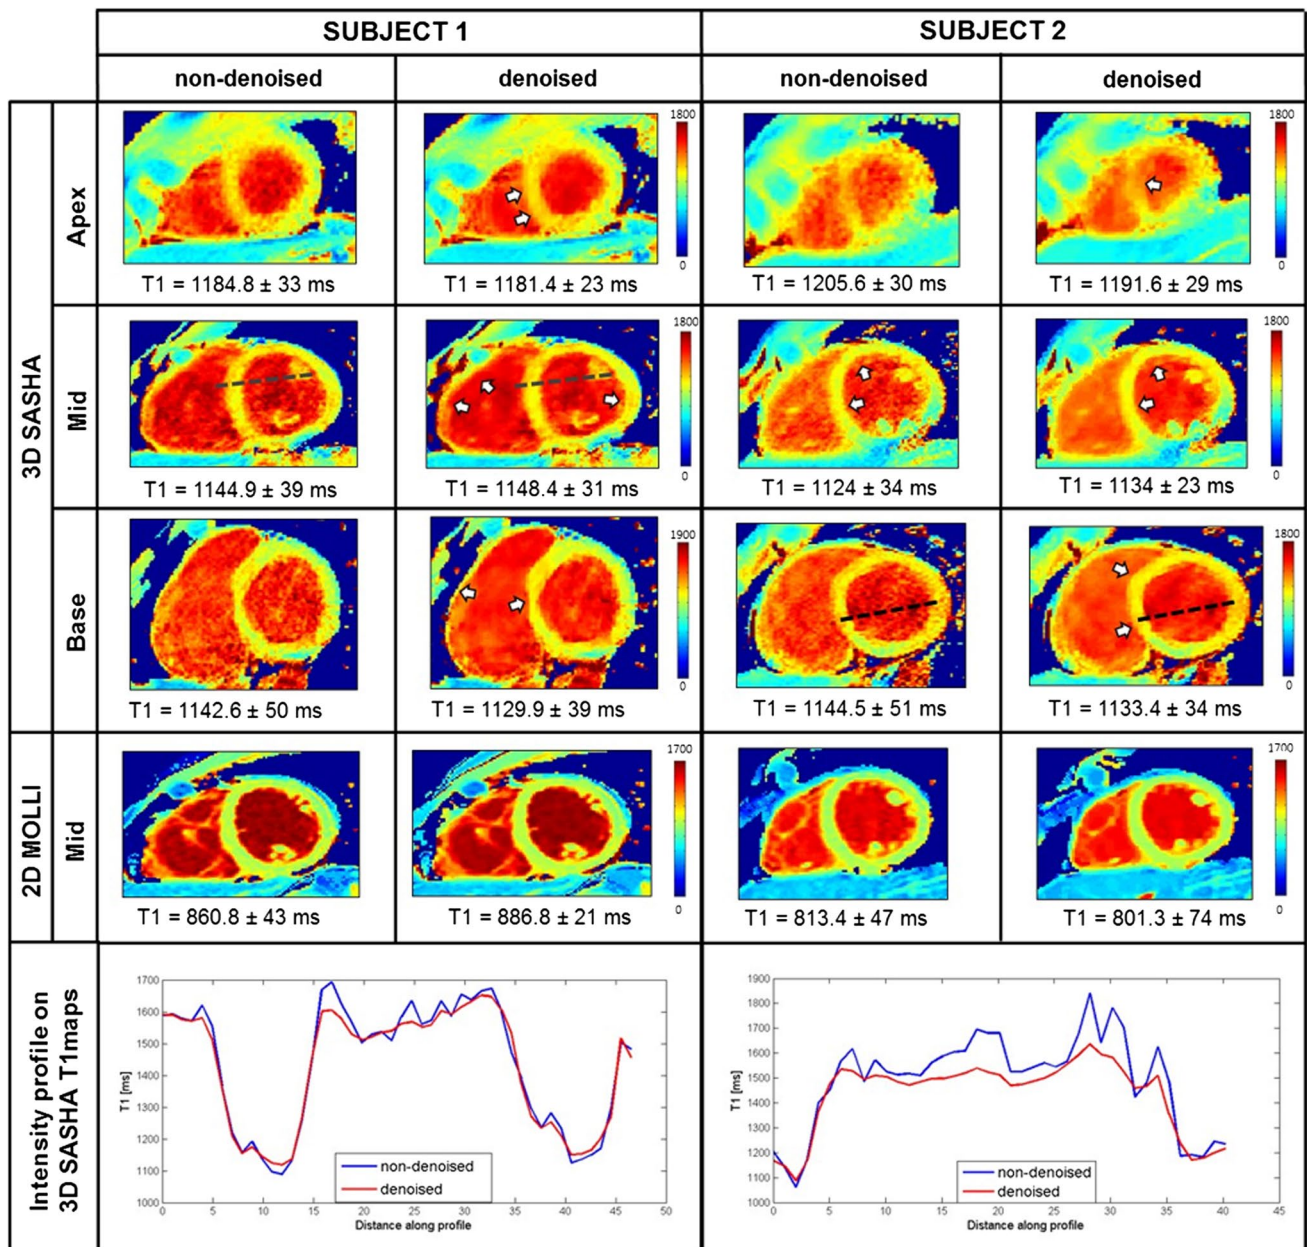 SUBJECT 1
SUBJECT 2
non-denoised
denoised
non-denoised
denoised
3D SASHA
Apex
1800
0
1800
0
T1 = 1184.8 ± 33 ms
T1 = 1181.4 ± 23 ms
T1 = 1205.6 ± 30 ms
T1 = 1191.6 ± 29 ms
Mid
1800
0
1800
0
T1 = 1144.9 ± 39 ms
T1 = 1148.4 ± 31 ms
T1 = 1124 ± 34 ms
T1 = 1134 ± 23 ms
Base
1900
0
1800
0
T1 = 1142.6 ± 50 ms
T1 = 1129.9 ± 39 ms
T1 = 1144.5 ± 51 ms
T1 = 1133.4 ± 34 ms
2D MOLLI
Mid
1700
0
1700
0
T1 = 860.8 ± 43 ms
T1 = 886.8 ± 21 ms
T1 = 813.4 ± 47 ms
T1 = 801.3 ± 74 ms
Intensity profile on
3D SASHA T1maps
T1 [ms]
1700
1600
1500
1400
1300
1200
1100
1000
0 5 10 15 20 25 30 35 40 45 50
Distance along profile
non-denoised
denoised
T1 [ms]
1900
1800
1700
1600
1500
1400
1300
1200
1100
1000
0 5 10 15 20 25 30 35 40 45
Distance along profile
non-denoised
denoised